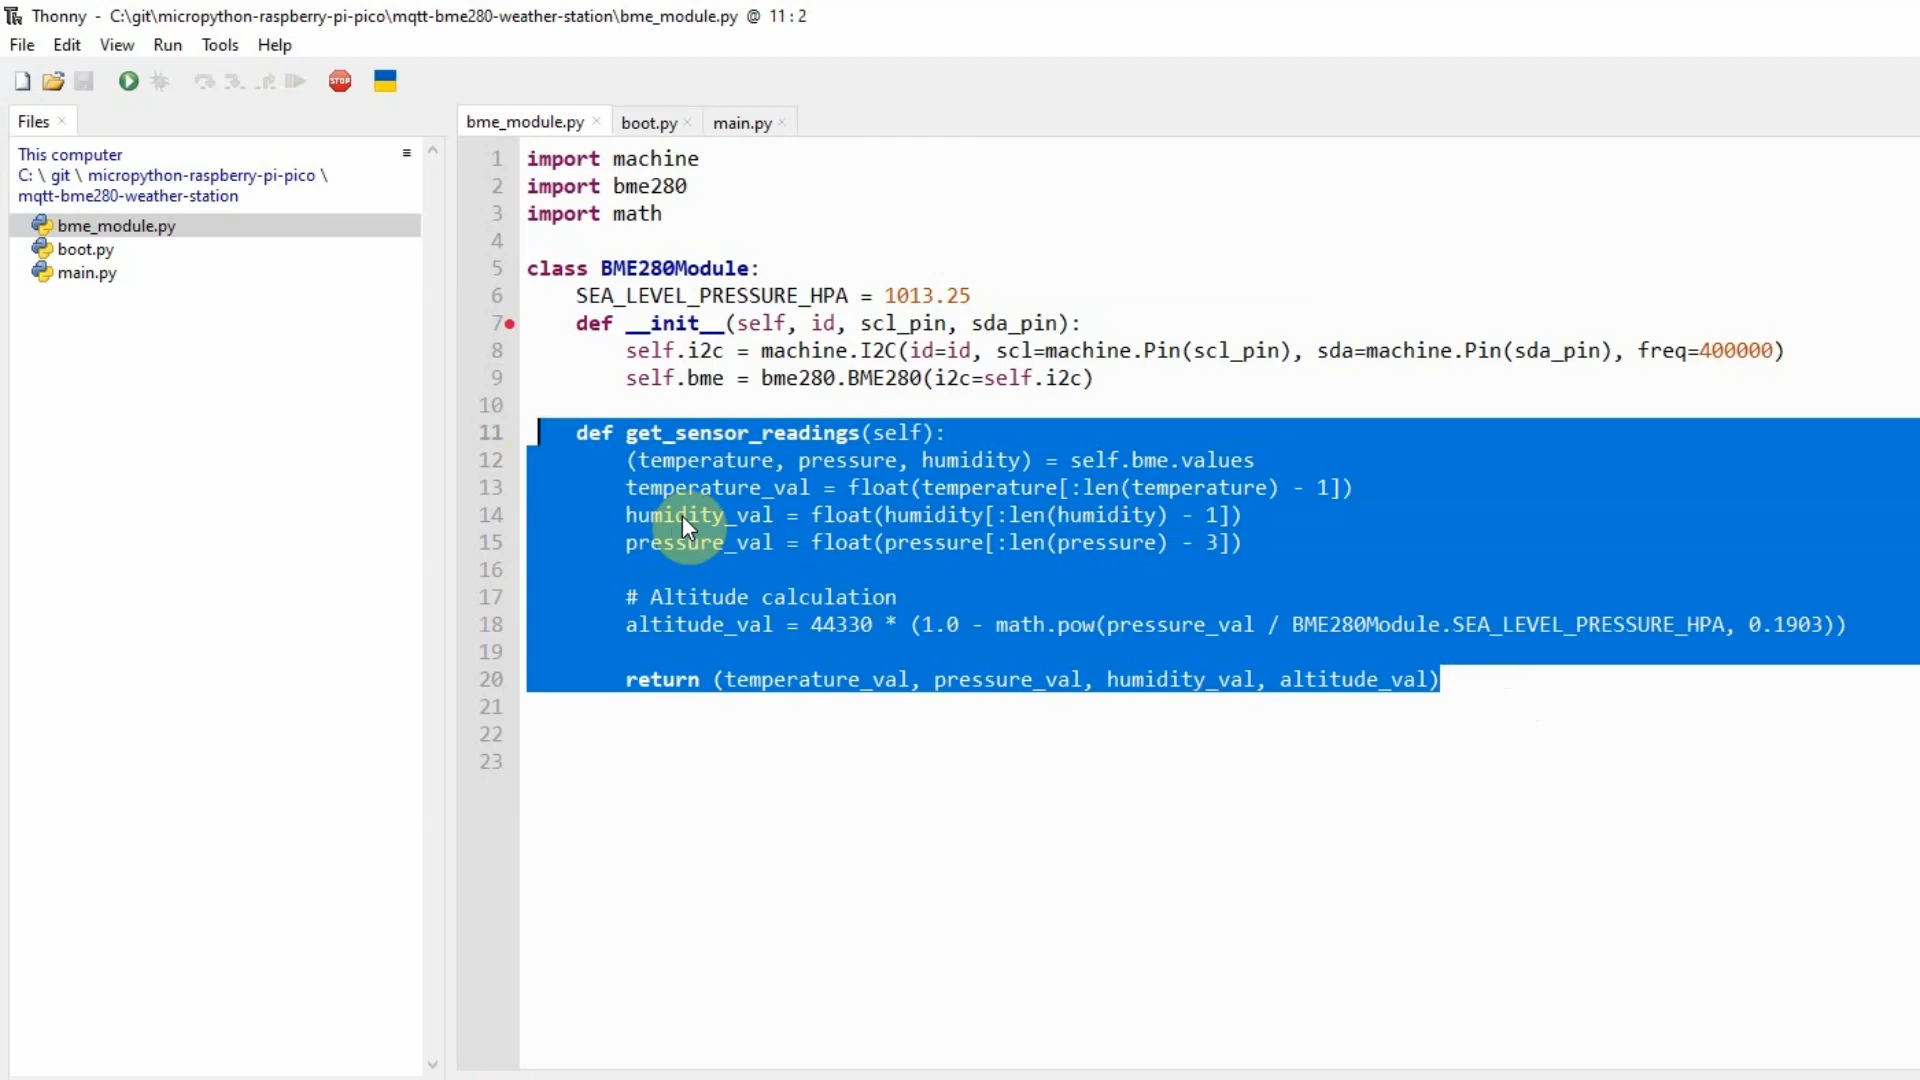 Thonny - C:\git\micropython-raspberry-pi-pico\mqtt-bme280-weather-station\bme_module.py @ 11 : 2
File Edit View Run Tools Help
STOP
Files
bme_module.py boot.py main.py
This computer
C: \ git \ micropython-raspberry-pi-pico \
mqtt-bme280-weather-station
bme_module.py
boot.py
main.py
1 import machine
2 import bme280
3 import math
4
5 class BME280Module:
6     SEA_LEVEL_PRESSURE_HPA = 1013.25
7     def __init__(self, id, scl_pin, sda_pin):
8         self.i2c = machine.I2C(id=id, scl=machine.Pin(scl_pin), sda=machine.Pin(sda_pin), freq=400000)
9         self.bme = bme280.BME280(i2c=self.i2c)
10
11     def get_sensor_readings(self):
12         (temperature, pressure, humidity) = self.bme.values
13         temperature_val = float(temperature[:len(temperature) - 1])
14         humidity_val = float(humidity[:len(humidity) - 1])
15         pressure_val = float(pressure[:len(pressure) - 3])
16
17         # Altitude calculation
18         altitude_val = 44330 * (1.0 - math.pow(pressure_val / BME280Module.SEA_LEVEL_PRESSURE_HPA, 0.1903))
19
20         return (temperature_val, pressure_val, humidity_val, altitude_val)
21
22
23